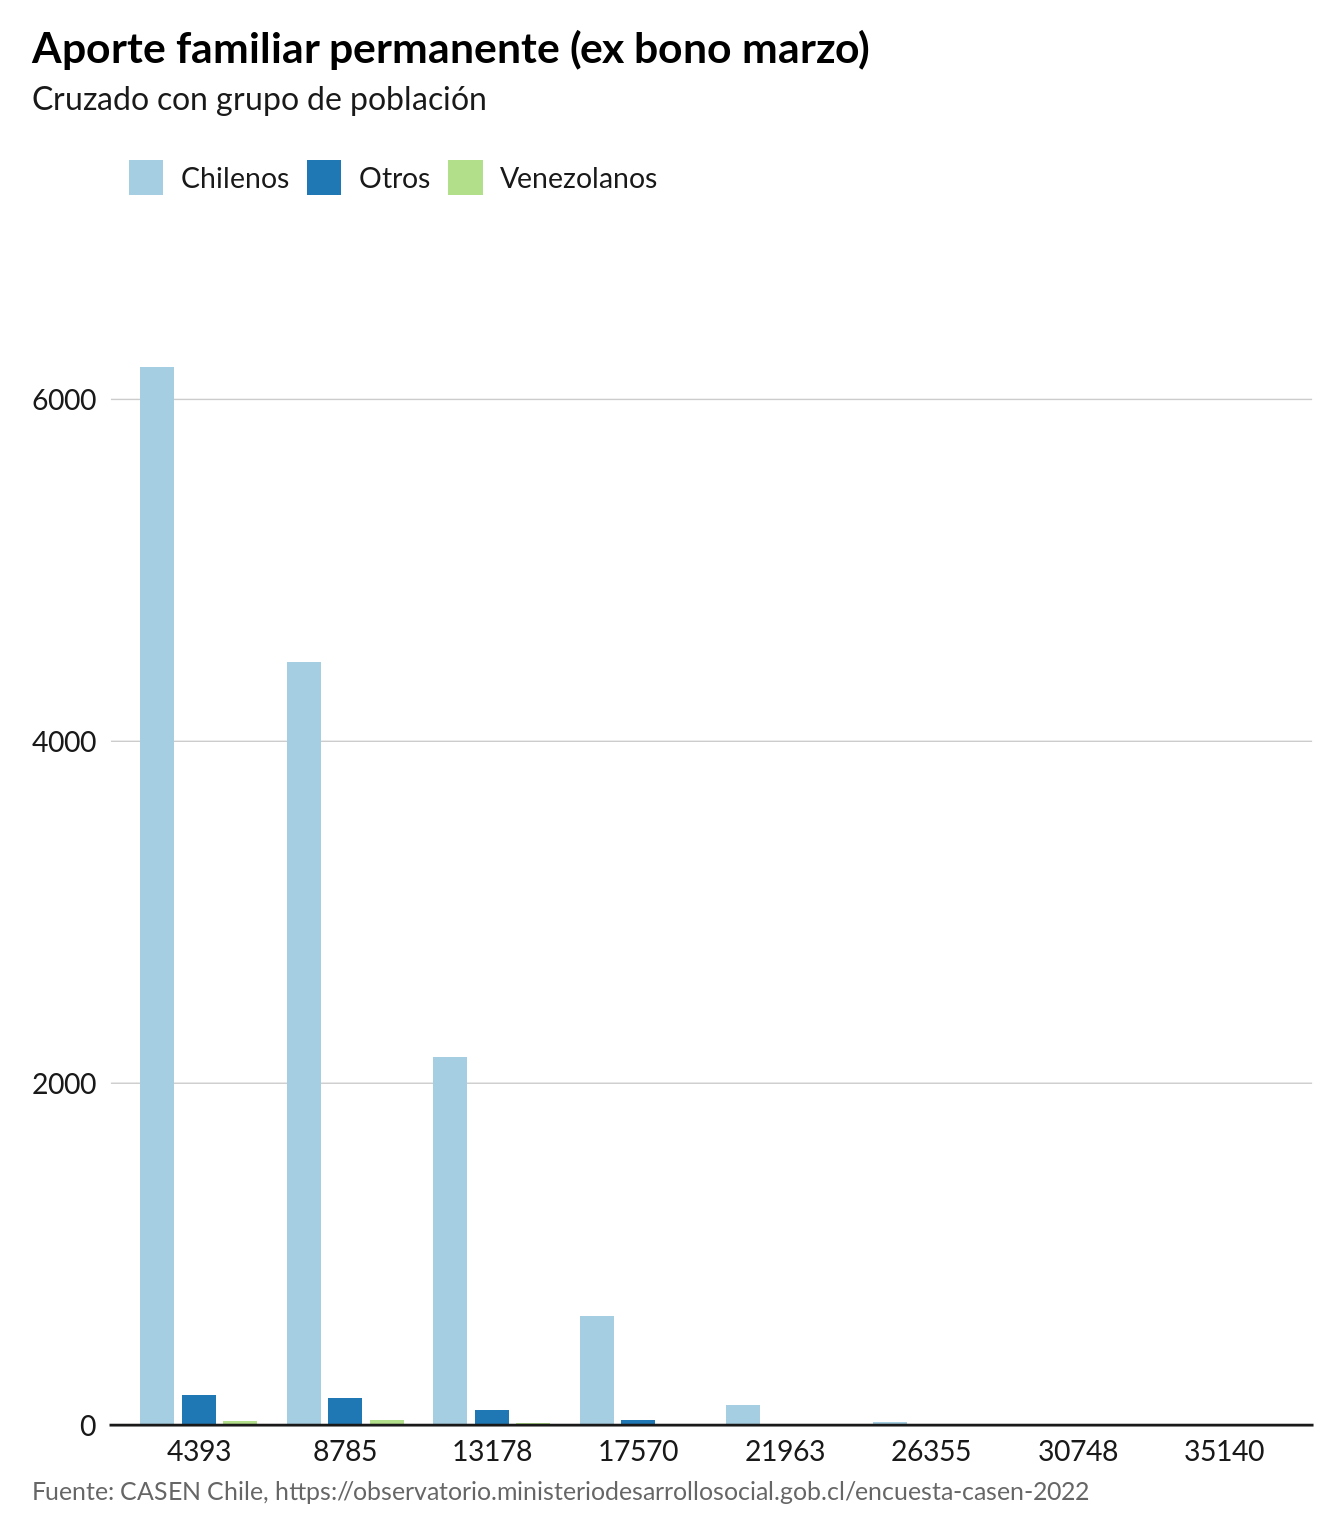 Aporte familiar permanente (ex bono marzo)
Cruzado con grupo de población
Chilenos Otros Venezolanos
6000
4000
2000
0
4393 8785 13178 17570 21963 26355 30748 35140
Fuente: CASEN Chile, https://observatorio.ministeriodesarrollosocial.gob.cl/encuesta-casen-2022